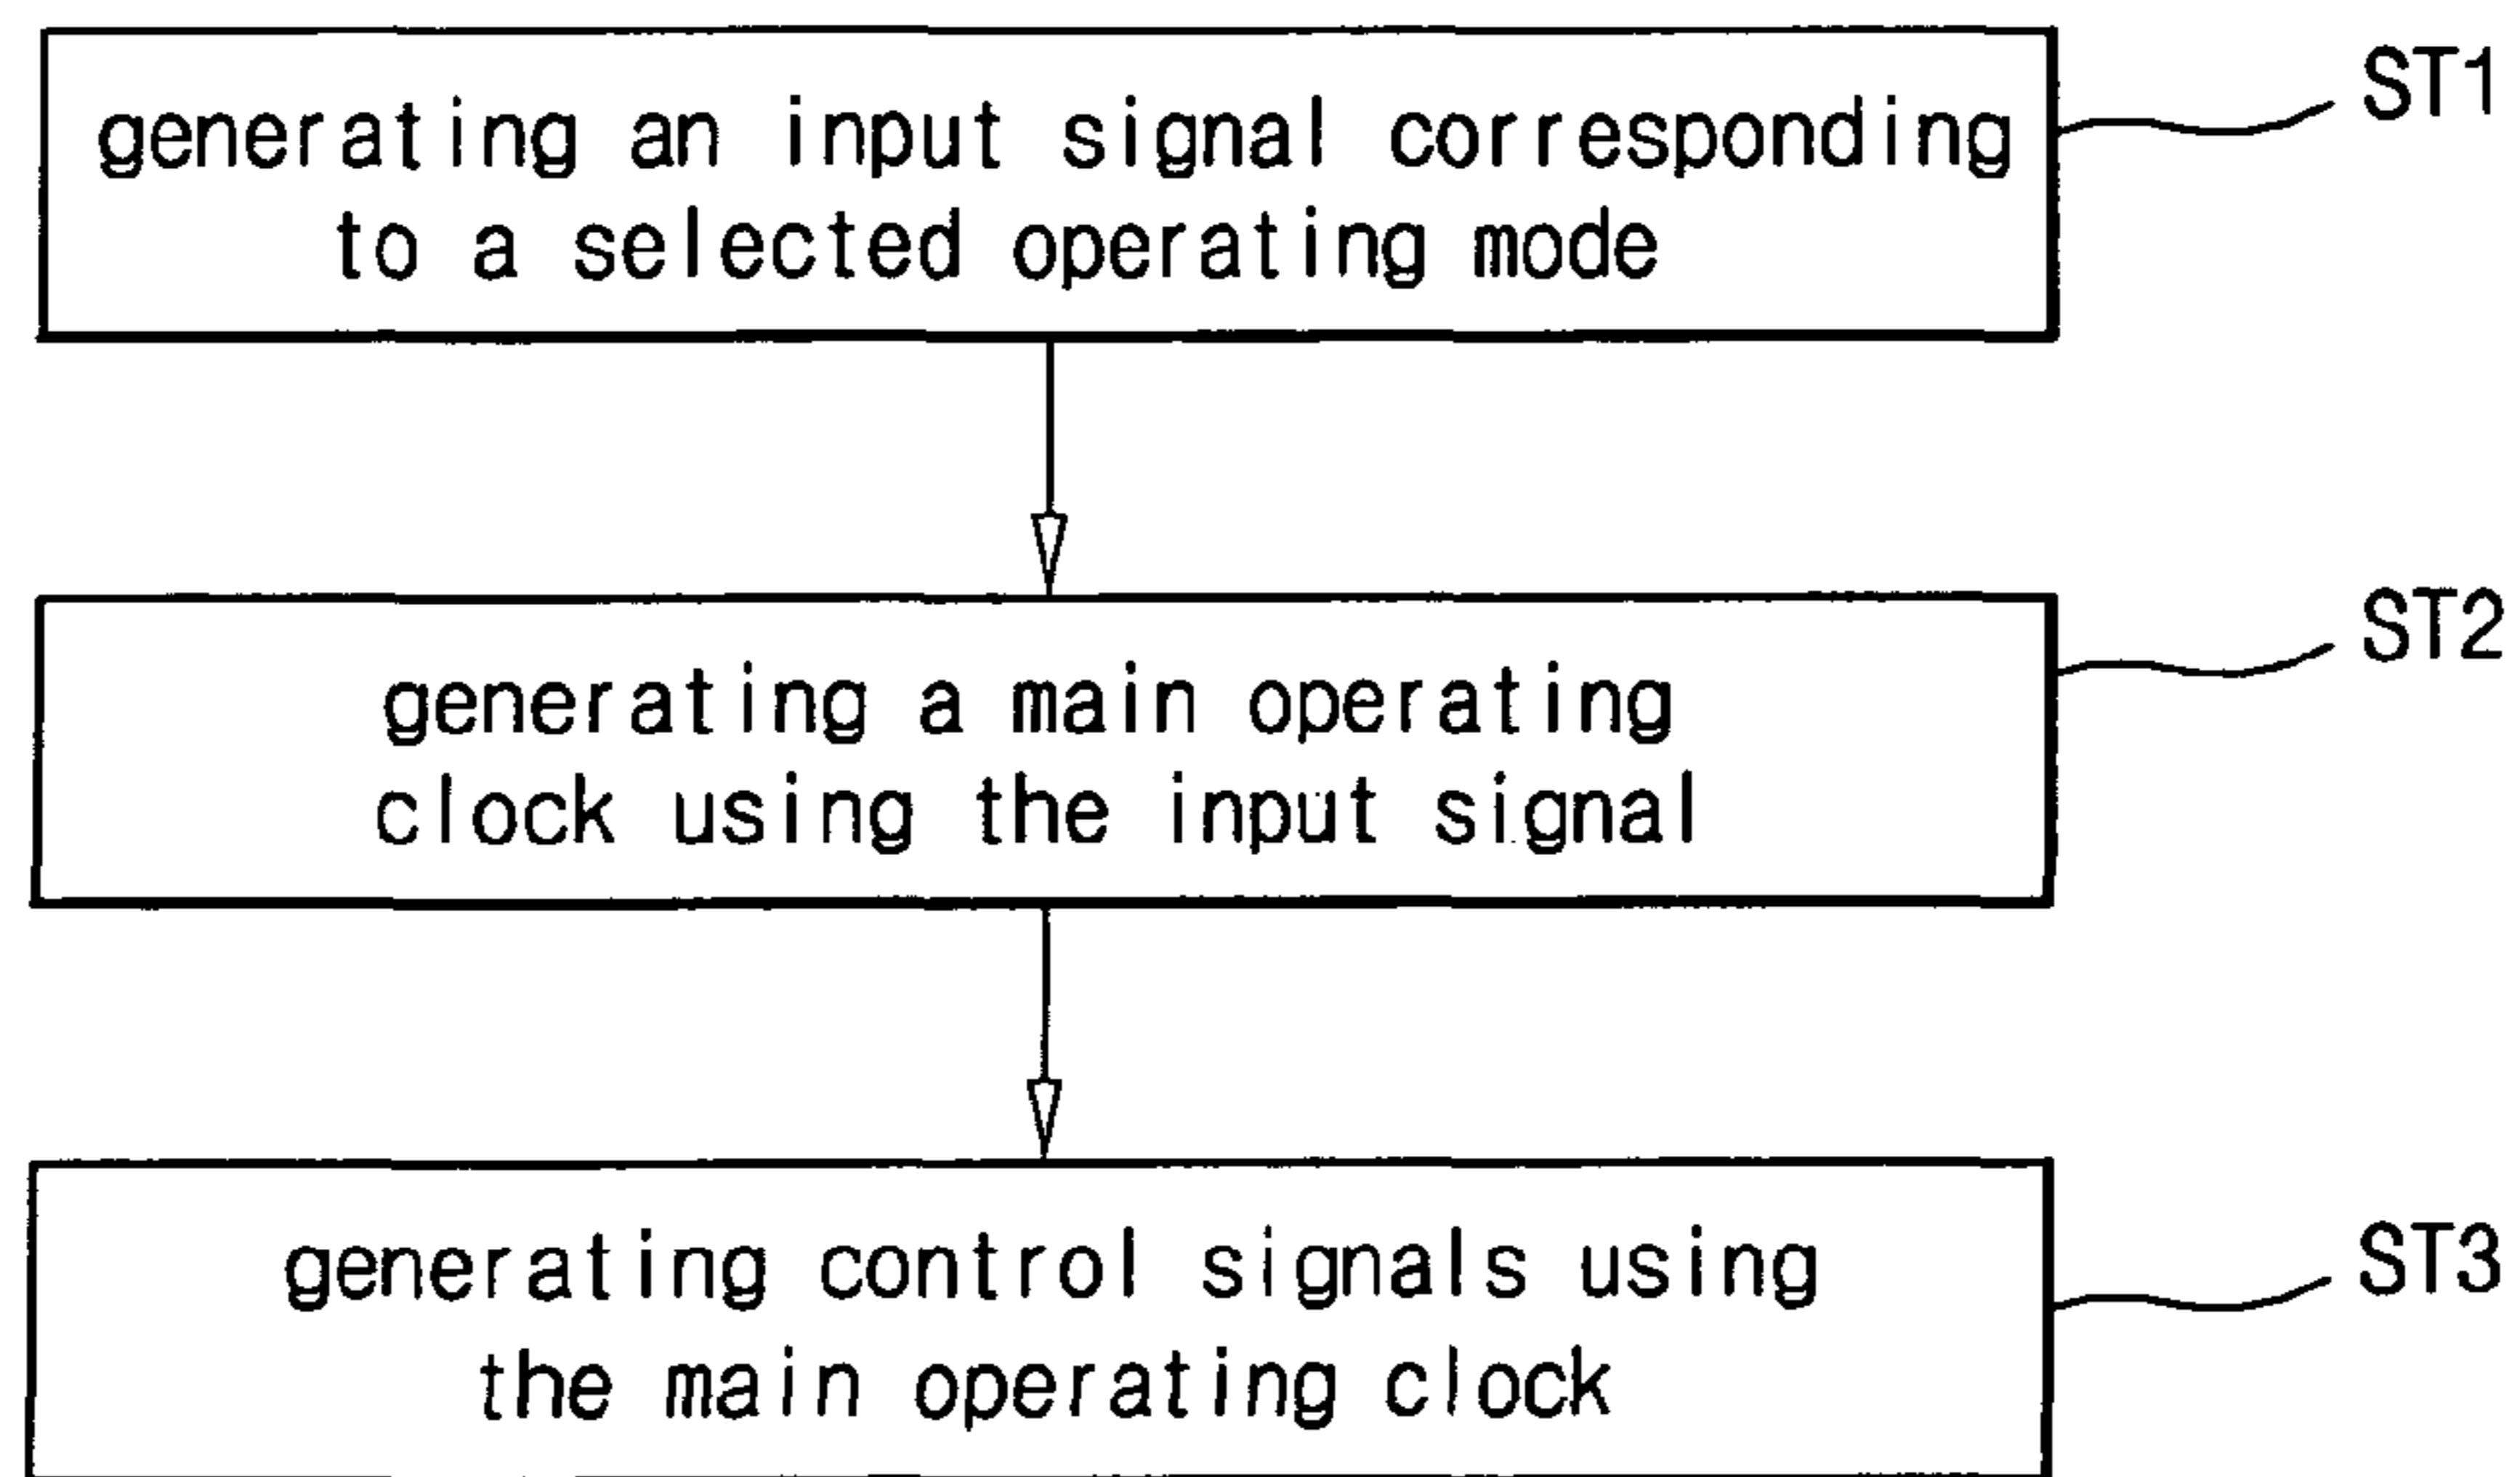 generating an input signal corresponding
to a selected operating mode
ST1
generating a main operating
clock using the input signal
ST2
generating control signals using
the main operating clock
ST3